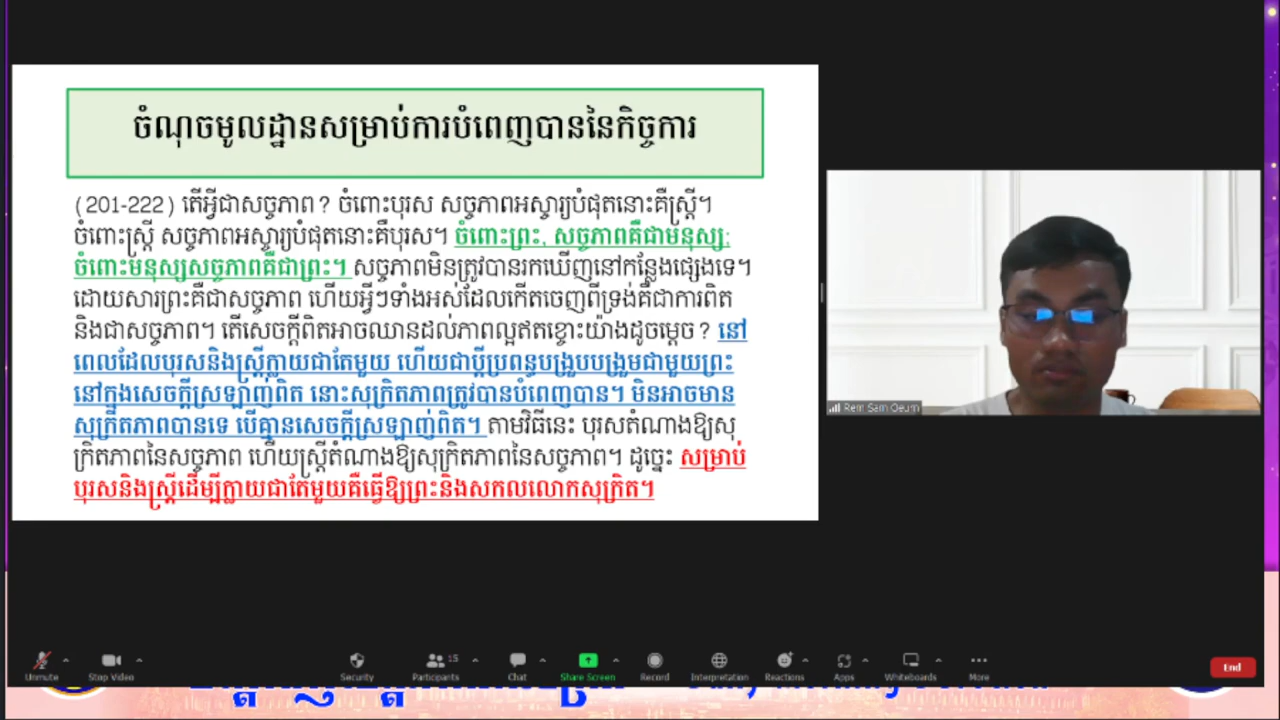 ចំណុចមូលដ្ឋានសម្រាប់ការបំពេញបាននៃកិច្ចការ
(201-222) តើអ្វីជាសច្ចភាព? ចំពោះបុរស សច្ចភាពអស្ចារ្យបំផុតនោះគឺស្ត្រី។
ចំពោះស្ត្រី សច្ចភាពអស្ចារ្យបំផុតនោះគឺបុរស។ ចំពោះព្រះ, សច្ចភាពគឺជាមនុស្ស;
ចំពោះមនុស្សសច្ចភាពគឺជាព្រះ។ សច្ចភាពមិនត្រូវបានរកឃើញនៅកន្លែងផ្សេងទេ។
ដោយសារព្រះគឺជាសច្ចភាព ហើយអ្វីៗទាំងអស់ដែលកើតចេញពីទ្រង់គឺជាការពិត
និងជាសច្ចភាព។ តើសេចក្តីពិតអាចឈានដល់ភាពល្អឥតខ្ចោះយ៉ាងដូចម្តេច? នៅ
ពេលដែលបុរសនិងស្ត្រីក្លាយជាតែមួយ ហើយជាប្តីប្រពន្ធបង្រួបបង្រួមជាមួយព្រះ
នៅក្នុងសេចក្តីស្រឡាញ់ពិត នោះសុក្រិតភាពត្រូវបានបំពេញបាន។ មិនអាចមាន
សុក្រិតភាពបានទេ បើគ្មានសេចក្តីស្រឡាញ់ពិត។ តាមវិធីនេះ បុរសតំណាងឱ្យសុ
ក្រិតភាពនៃសច្ចភាព ហើយស្ត្រីតំណាងឱ្យសុក្រិតភាពនៃសច្ចភាព។ ដូច្នេះ សម្រាប់
បុរសនិងស្ត្រីដើម្បីក្លាយជាតែមួយគឺធ្វើឱ្យព្រះនិងសកលលោកសុក្រិត។
Rem Sam Oeurn
Unmute Stop Video Security Participants 15 Chat Share Screen Record Interpretation Reactions Apps Whiteboards More End